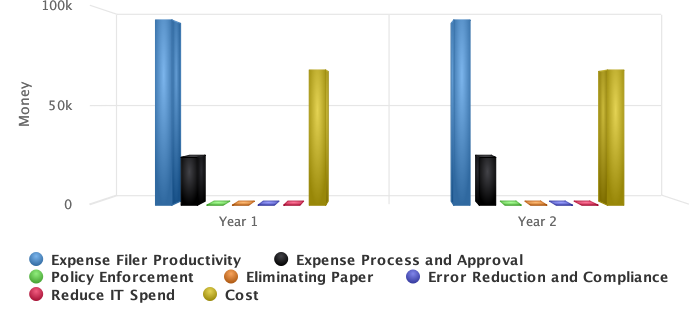 100k
50k
0
Money
Year 1
Year 2
Expense Filer Productivity
Expense Process and Approval
Policy Enforcement
Eliminating Paper
Error Reduction and Compliance
Reduce IT Spend
Cost